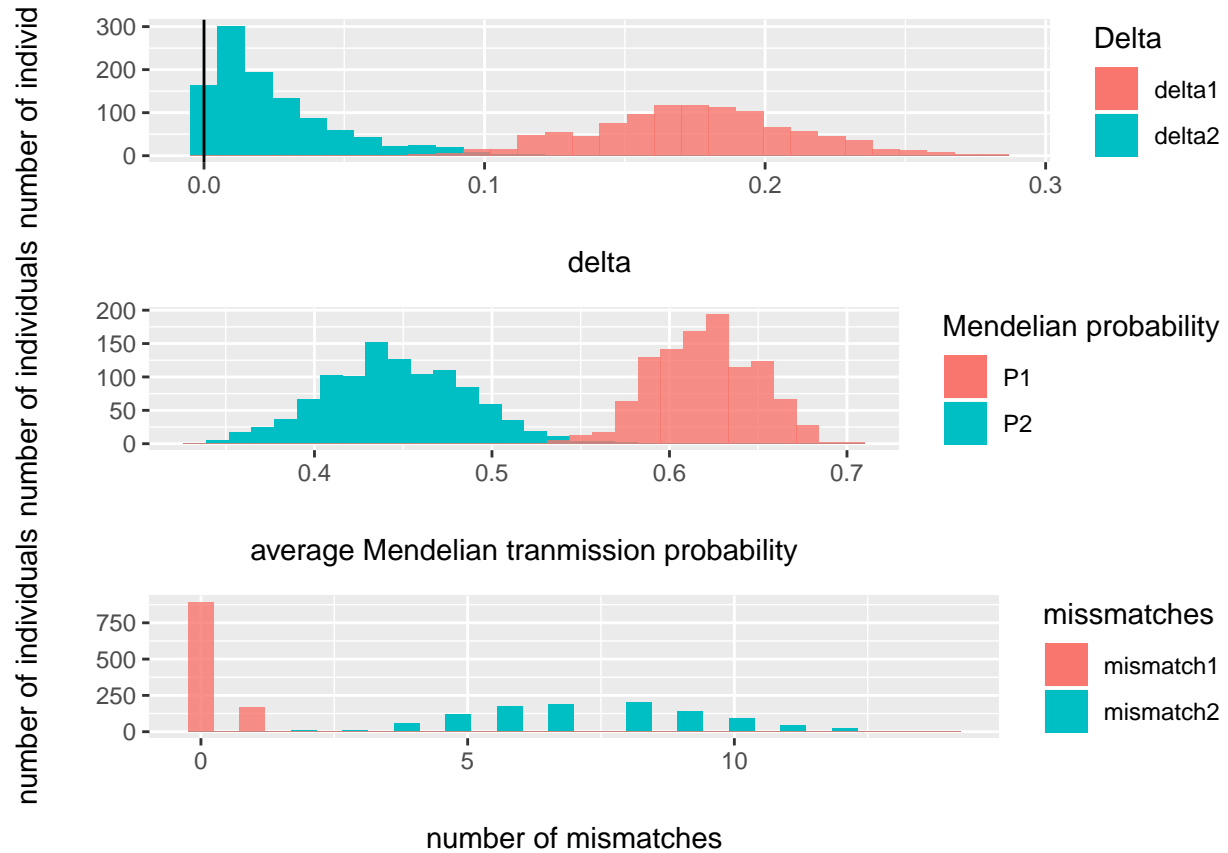 number of individ
300
200
100
0
0.0 0.1 0.2 0.3
delta
Delta
delta1
delta2
number of individuals
200
150
100
50
0
0.4 0.5 0.6 0.7
average Mendelian tranmission probability
Mendelian probability
P1
P2
number of individuals
750
500
250
0
0 5 10
number of mismatches
missmatches
mismatch1
mismatch2